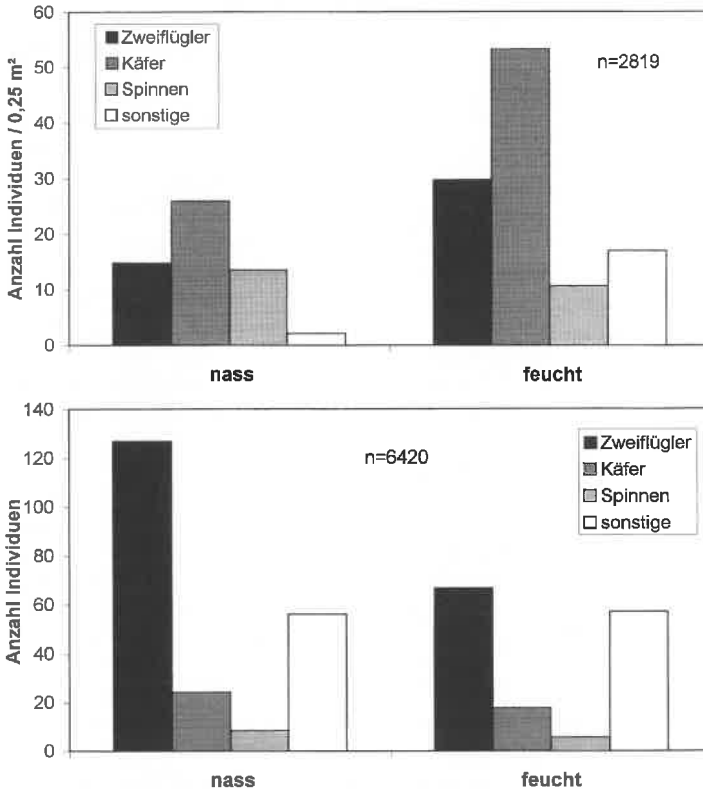 60
50
40
30
20
10
0
Anzahl Individuen / 0,25 m²
Zweiflügler
Käfer
Spinnen
sonstige
n=2819
nass
feucht
140
120
100
80
60
40
20
0
Anzahl Individuen
n=6420
Zweiflügler
Käfer
Spinnen
sonstige
nass
feucht